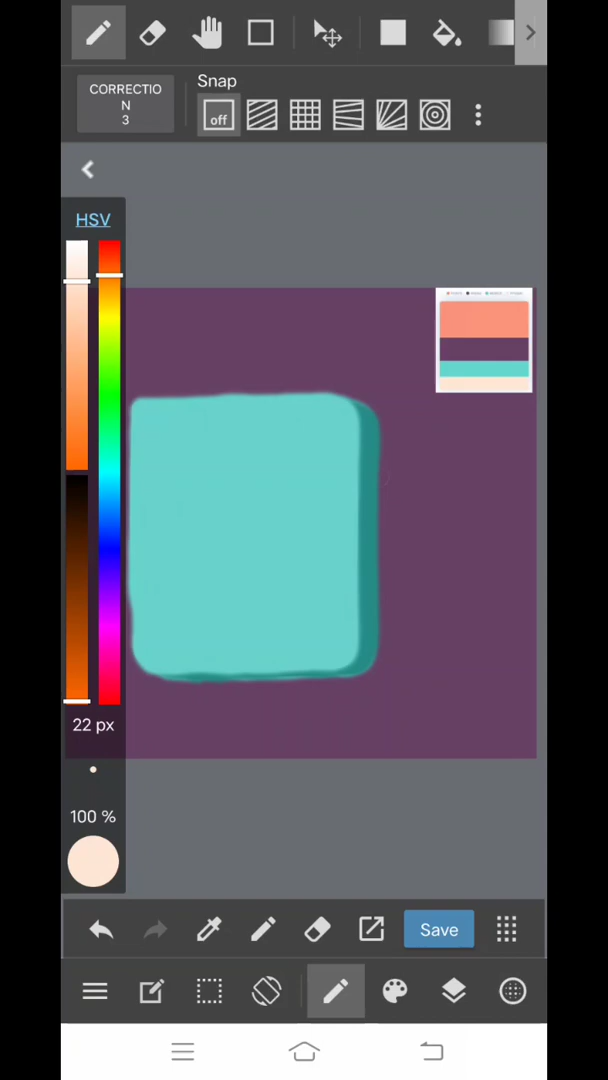 CORRECTIO
N
3
Snap
off
HSV
22 px
100 %
Save